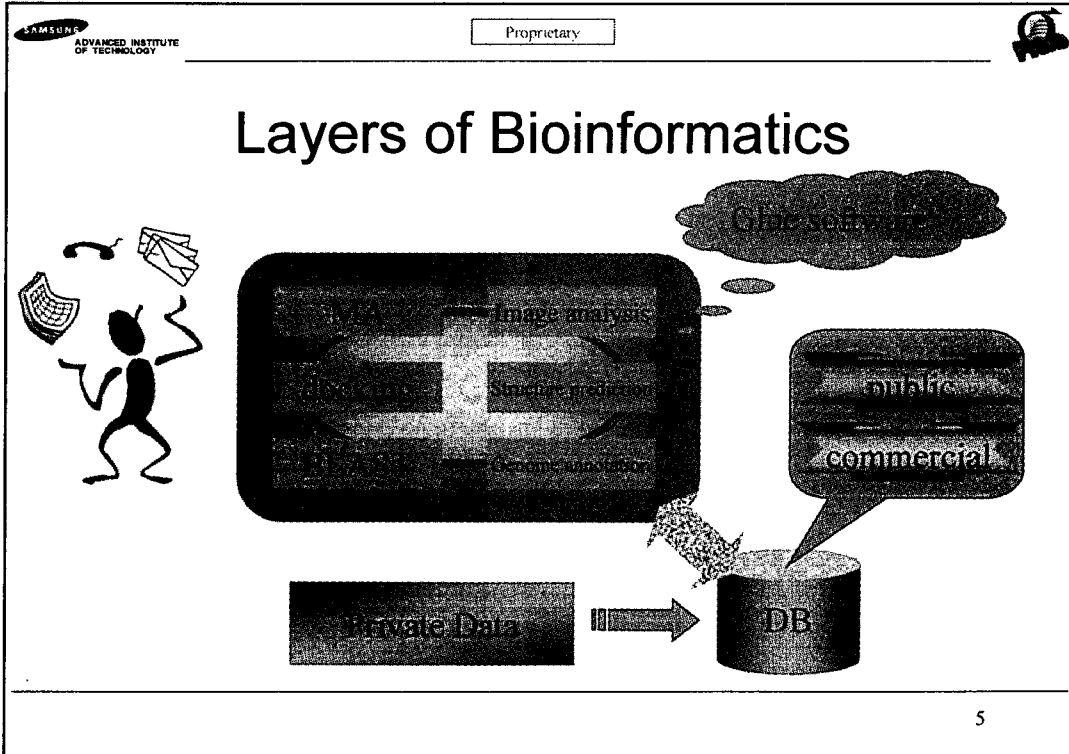 SAMSUNG
ADVANCED INSTITUTE
OF TECHNOLOGY
Proprietary
Layers of Bioinformatics
Glue software
Image analysis
docking
Structure prediction
BLAST
Genome annotation
public
commercial
Private Data
DB
5